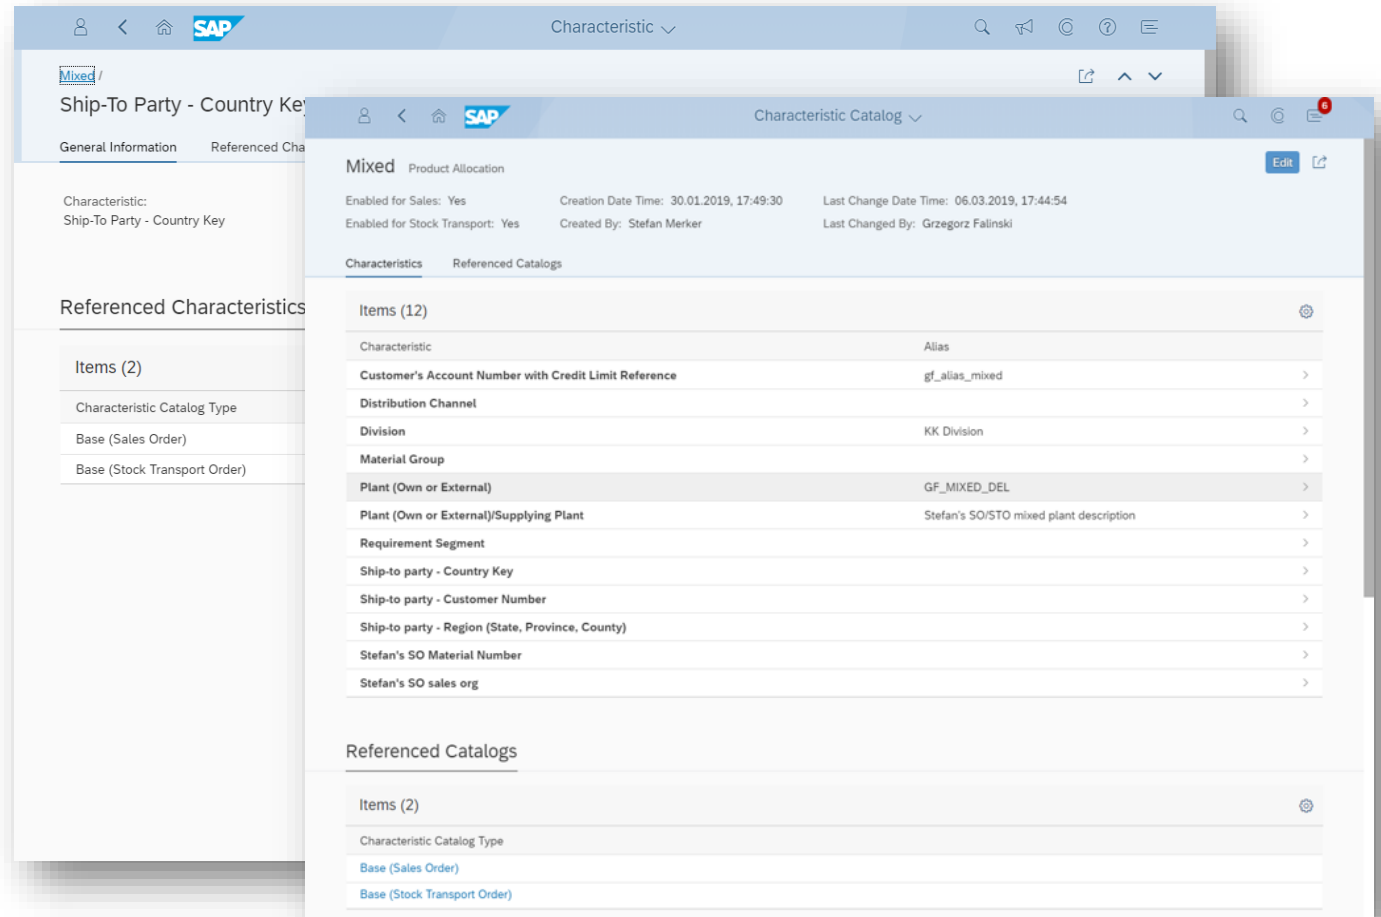 SAP
Characteristic
Mixed /
Ship-To Party - Country Key
General Information Referenced Cha
Characteristic:
Ship-To Party - Country Key
Referenced Characteristics
Items (2)
Characteristic Catalog Type
Base (Sales Order)
Base (Stock Transport Order)
SAP
Characteristic Catalog
6
Mixed Product Allocation
Edit
Enabled for Sales: Yes Creation Date Time: 30.01.2019, 17:49:30 Last Change Date Time: 06.03.2019, 17:44:54
Enabled for Stock Transport: Yes Created By: Stefan Merker Last Changed By: Grzegorz Falinski
Characteristics Referenced Catalogs
Items (12)
Characteristic Alias
Customer's Account Number with Credit Limit Reference gf_alias_mixed
Distribution Channel
Division KK Division
Material Group
Plant (Own or External) GF_MIXED_DEL
Plant (Own or External)/Supplying Plant Stefan's SO/STO mixed plant description
Requirement Segment
Ship-to party - Country Key
Ship-to party - Customer Number
Ship-to party - Region (State, Province, County)
Stefan's SO Material Number
Stefan's SO sales org
Referenced Catalogs
Items (2)
Characteristic Catalog Type
Base (Sales Order)
Base (Stock Transport Order)